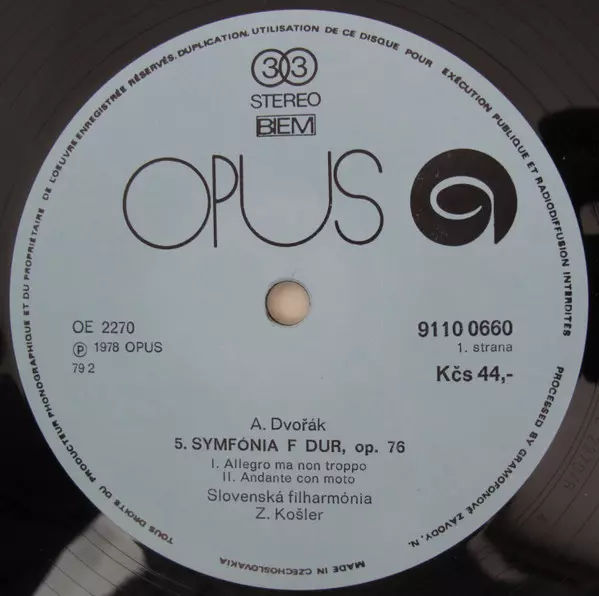 TOUS DROITS DU PRODUCTEUR PHONOGRAPHIQUE ET DU PROPRIÉTAIRE DE L'OEUVRE ENREGISTRÉE RÉSERVÉS. DUPLICATION, UTILISATION DE CE DISQUE POUR EXÉCUTION PUBLIQUE ET RADIODIFFUSION INTERDITES
33
STEREO
BIEM
OPUS
OE 2270
℗ 1978 OPUS
79 2
9110 0660
1. strana
Kčs 44,-
A. Dvořák
5. SYMFÓNIA F DUR, op. 76
I. Allegro ma non troppo
II. Andante con moto
Slovenská filharmónia
Z. Košler
PROCESSED BY GRAMOFONOVÉ ZÁVODY, N.
MADE IN CZECHOSLOVAKIA